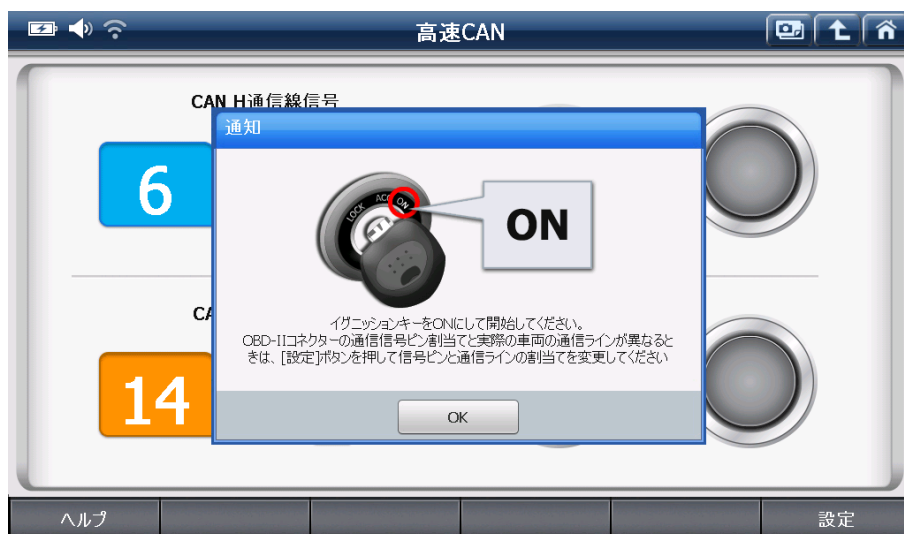 高速CAN
CAN H通信線信号
通知
6
LOCK ACC ON
ON
イグニッションキーをONにして開始してください。
OBD-IIコネクターの通信信号ピン割当てと実際の車両の通信ラインが異なると
きは、[設定]ボタンを押して信号ピンと通信ラインの割当てを変更してください
CA
14
OK
ヘルプ
設定